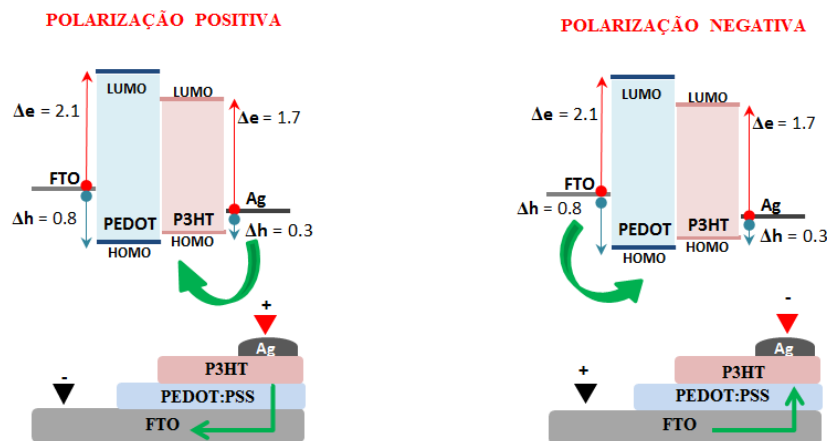 POLARIZAÇÃO POSITIVA
LUMO
LUMO
Δe = 2.1
Δe = 1.7
FTO
Ag
Δh = 0.8
PEDOT
P3HT
Δh = 0.3
HOMO
HOMO
+
Ag
-
P3HT
PEDOT:PSS
FTO
POLARIZAÇÃO NEGATIVA
LUMO
LUMO
Δe = 2.1
Δe = 1.7
FTO
Ag
Δh = 0.8
PEDOT
P3HT
Δh = 0.3
HOMO
HOMO
-
Ag
+
P3HT
PEDOT:PSS
FTO